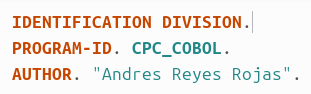 IDENTIFICATION DIVISION.
PROGRAM-ID. CPC_COBOL.
AUTHOR. "Andres Reyes Rojas".